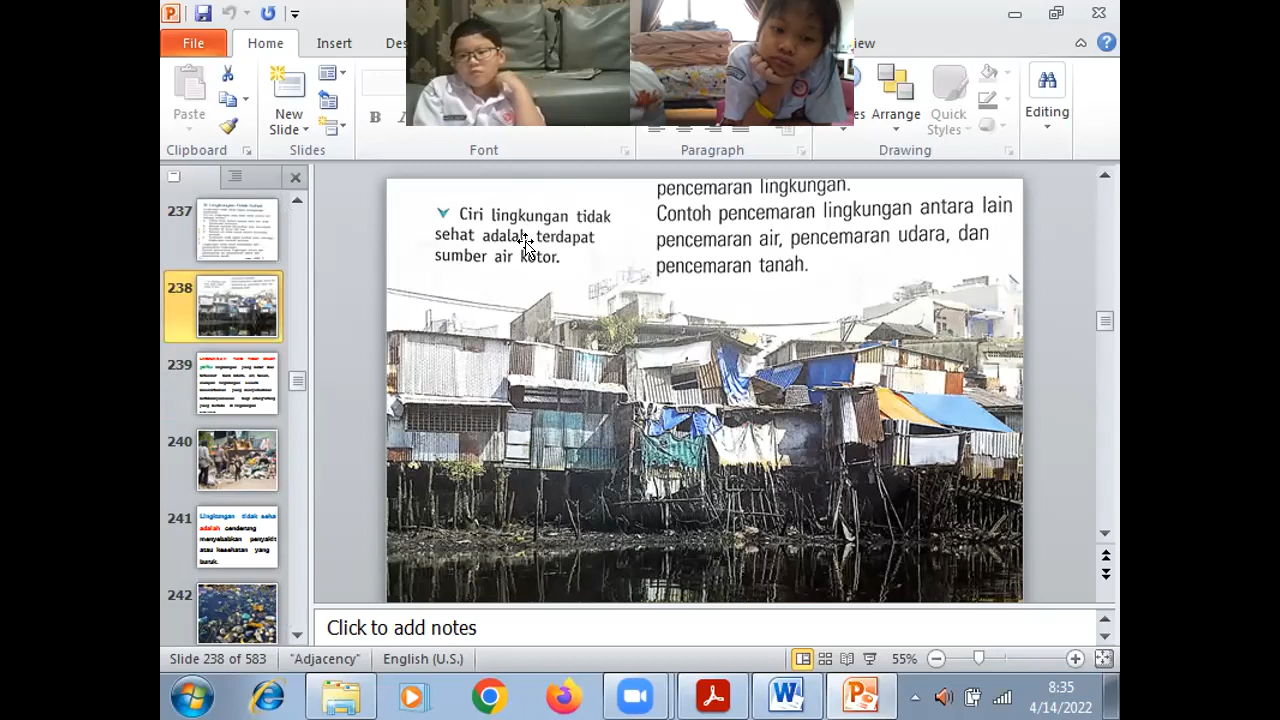 File
Home
Insert
Des
iew
Paste
New
Slide
B
Arrange
Quick
Styles
Editing
Clipboard
Slides
Font
Paragraph
Drawing
237
238
239
240
241
242
pencemaran lingkungan.
Contoh pencemaran lingkungan antara lain
pencemaran air, pencemaran udara, dan
pencemaran tanah.
Ciri lingkungan tidak
sehat adalah terdapat
sumber air kotor.
Lingkungan tidak sehat
adalah cenderung
menyebabkan penyakit
atau kesehatan yang
buruk.
Click to add notes
Slide 238 of 583
"Adjacency"
English (U.S.)
55%
8:35
4/14/2022